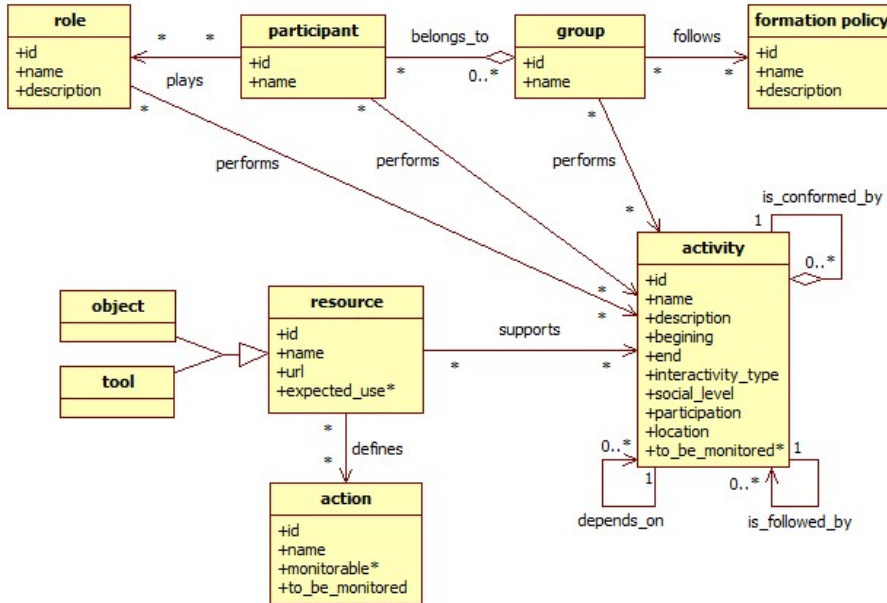 role
+id
+name
+description
* *
plays
*
participant
+id
+name
*
belongs_to
*
0..*
group
+id
+name
*
follows
*
*
formation policy
+id
+name
+description
performs
performs
performs
*
*
*
is_conformed_by
1
0..*
activity
+id
+name
+description
+begining
+end
+interactivity_type
+social_level
+participation
+location
+to_be_monitored*
object
tool
resource
+id
+name
+url
+expected_use*
supports
*
*
*
defines
*
action
+id
+name
+monitorable*
+to_be_monitored
0..*
1
depends_on
1
0..*
is_followed_by